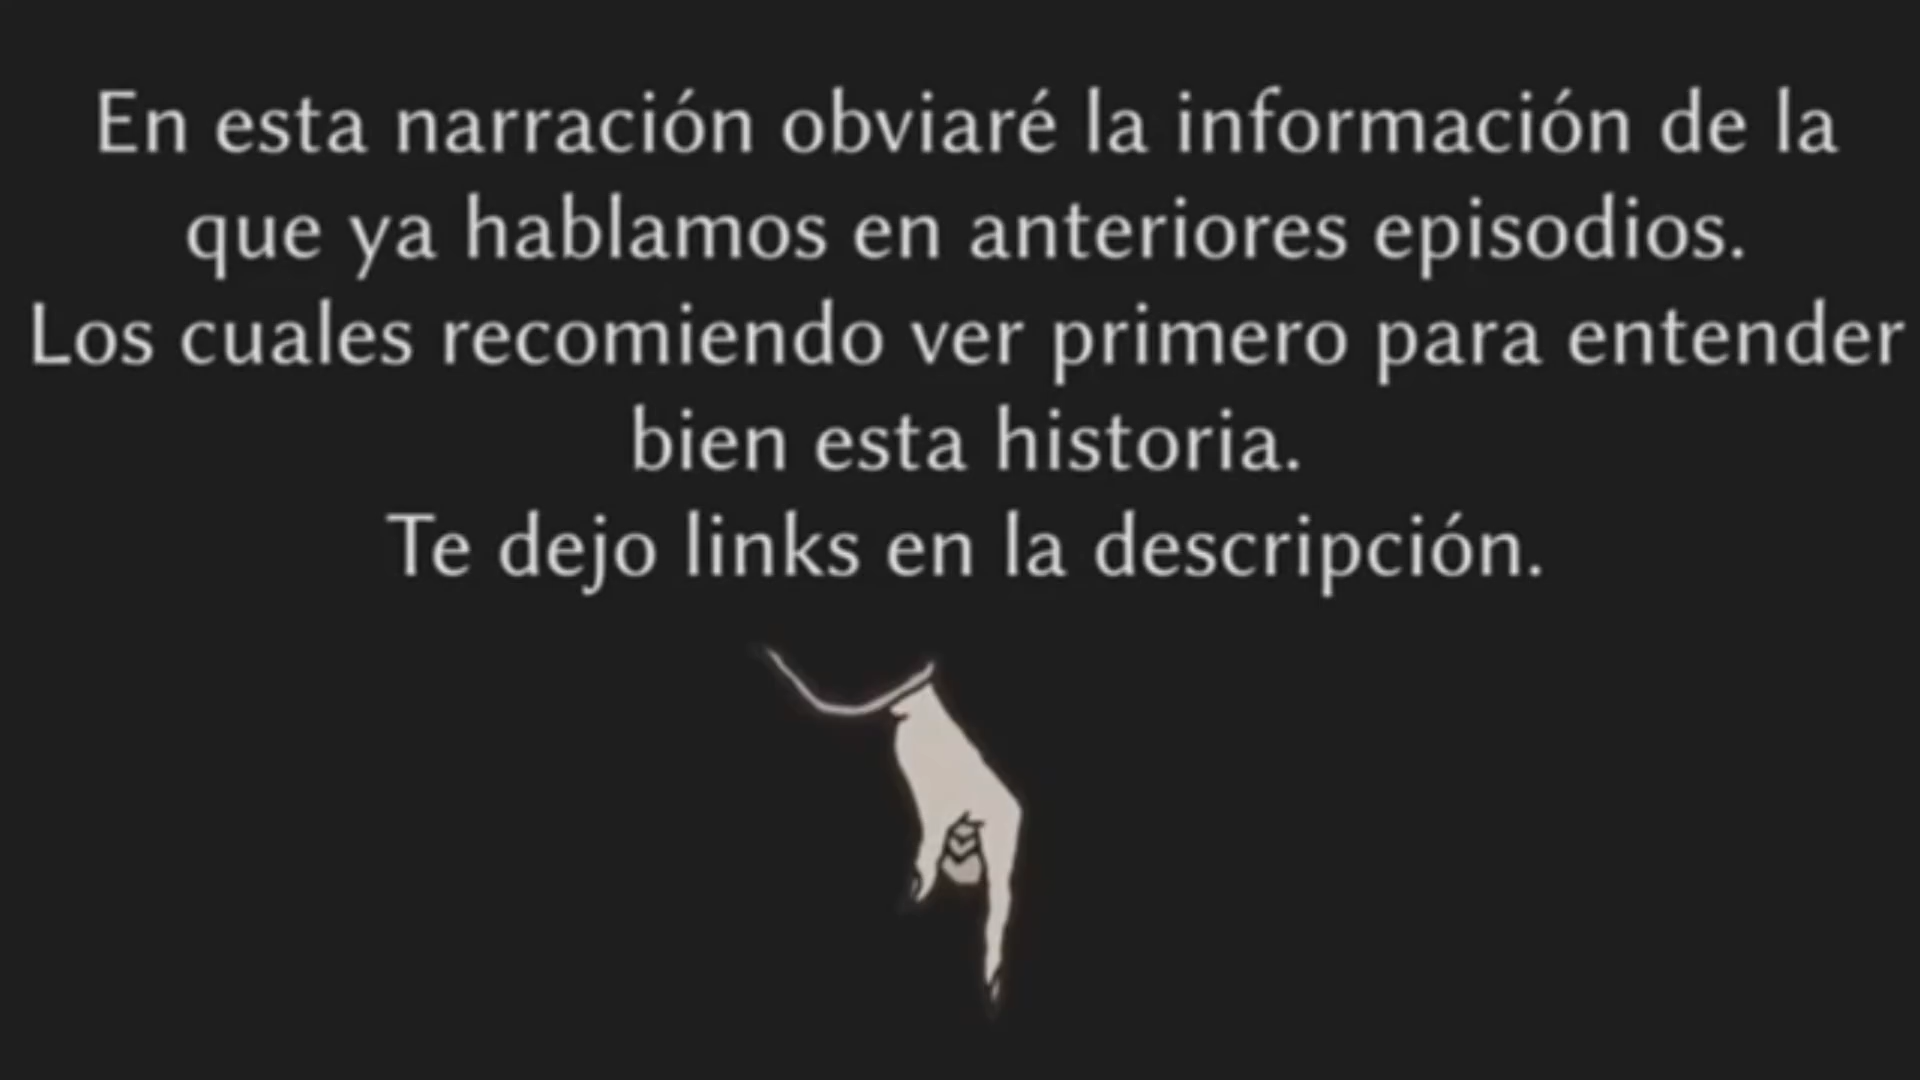 En esta narración obviaré la información de la
que ya hablamos en anteriores episodios.
Los cuales recomiendo ver primero para entender
bien esta historia.
Te dejo links en la descripción.